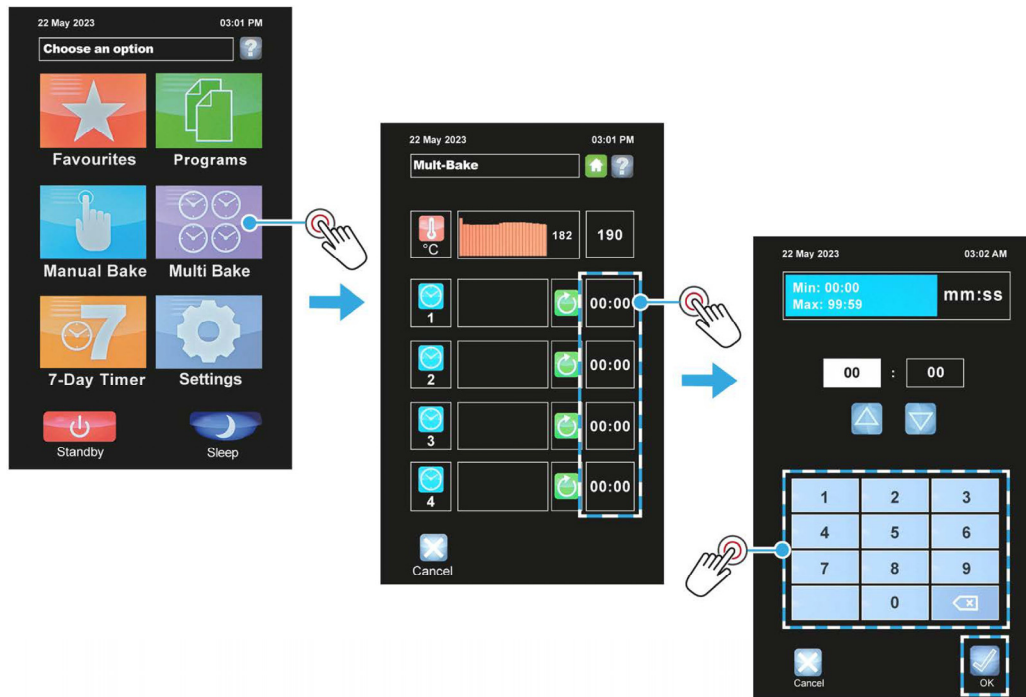 22 May 2023 03:01 PM
Choose an option ?
Favourites Programs
Manual Bake Multi Bake
7
7-Day Timer Settings
Standby Sleep
22 May 2023 03:01 PM
Mult-Bake ?
°C 182 190
1 00:00
2 00:00
3 00:00
4 00:00
Cancel
22 May 2023 03:02 AM
Min: 00:00
Max: 99:59 mm:ss
00 : 00
1 2 3
4 5 6
7 8 9
0
Cancel OK